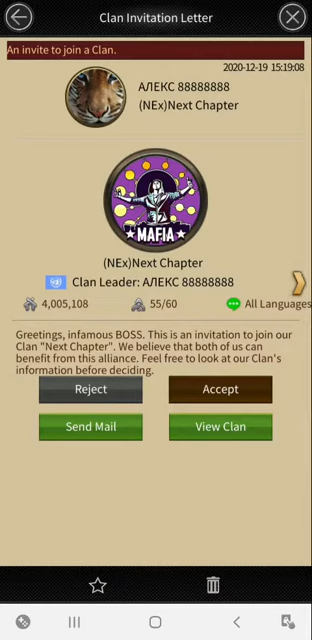 Clan Invitation Letter
An invite to join a Clan.
2020-12-19 15:19:08
АЛЕКС 88888888
(NEx)Next Chapter
MAFIA
(NEx)Next Chapter
Clan Leader: АЛЕКС 88888888
4,005,108 55/60 All Languages
Greetings, infamous BOSS. This is an invitation to join our
Clan "Next Chapter". We believe that both of us can
benefit from this alliance. Feel free to look at our Clan's
information before deciding.
Reject Accept
Send Mail View Clan